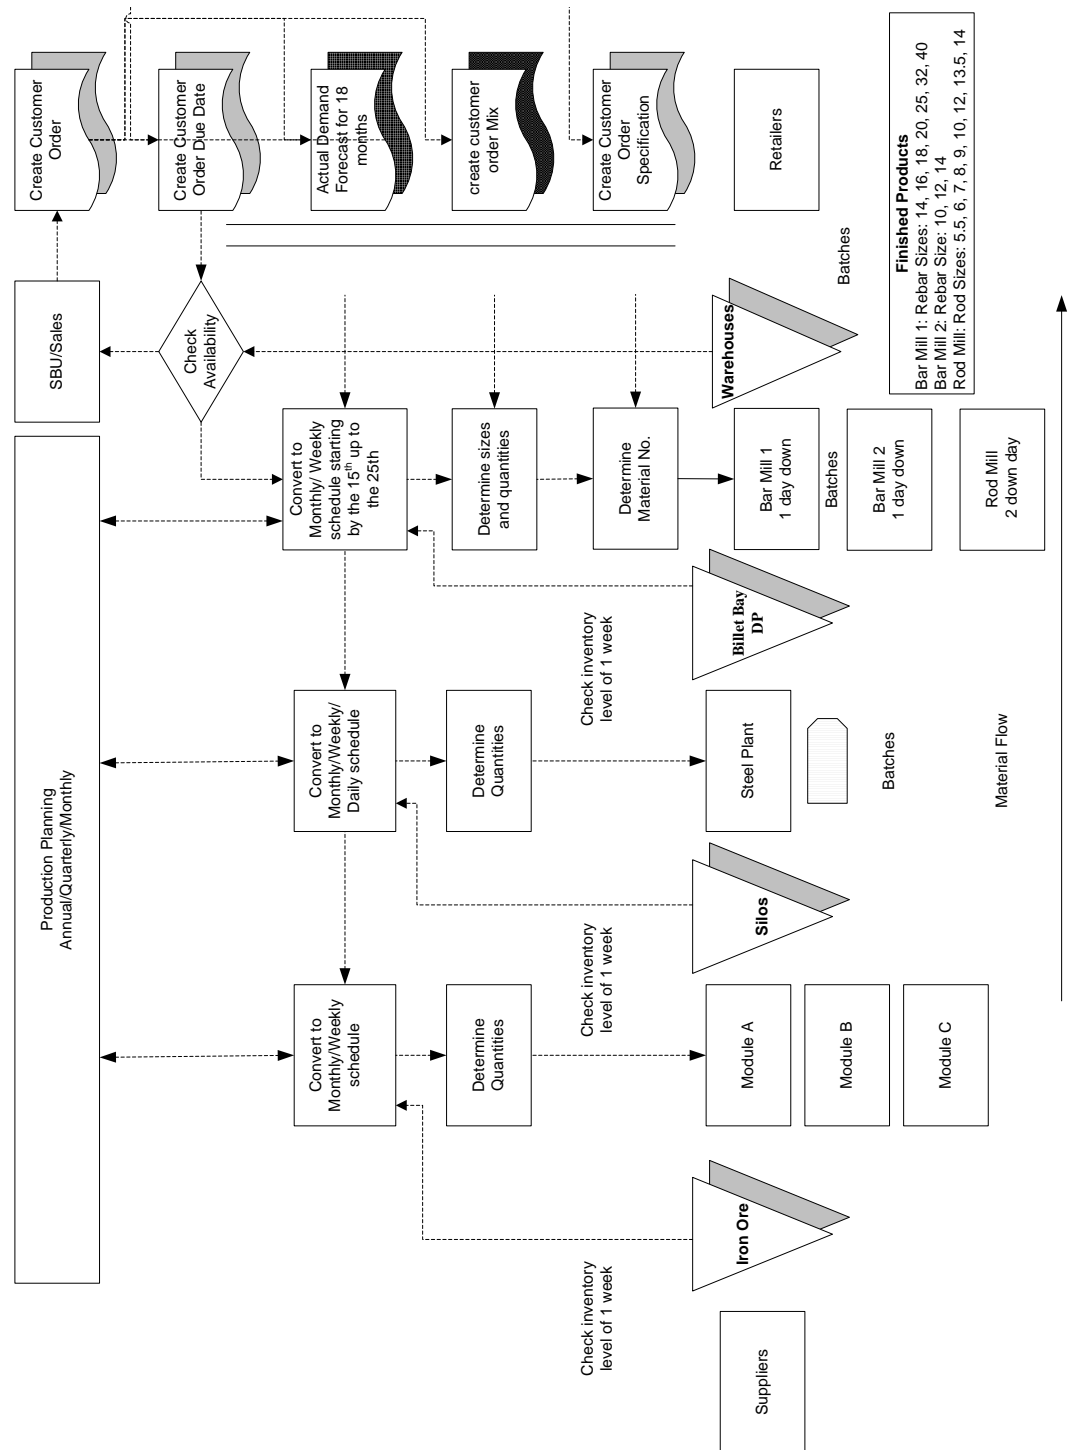 Production Planning
Annual/Quarterly/Monthly
SBU/Sales
Create Customer
Order
Convert to
Monthly/Weekly
schedule
Convert to
Monthly/Weekly/
Daily schedule
Convert to
Monthly/ Weekly
schedule starting
by the 15th up to
the 25th
Check
Availability
Create Customer
Order Due Date
Actual Demand
Forecast for 18
months
Determine
Quantities
Determine
Quantities
Determine sizes
and quantities
create customer
order Mix
Check inventory
level of 1 week
Check inventory
level of 1 week
Check inventory
level of 1 week
Determine
Material No.
Create Customer
Order
Specification
Suppliers
Iron Ore
Module A
Silos
Steel Plant
Billet Bay
DP
Bar Mill 1
1 day down
Warehouses
Retailers
Module B
Batches
Batches
Module C
Batches
Bar Mill 2
1 day down
Finished Products
Bar Mill 1: Rebar Sizes: 14, 16, 18, 20, 25, 32, 40
Bar Mill 2: Rebar Size: 10, 12, 14
Rod Mill: Rod Sizes: 5.5, 6, 7, 8, 9, 10, 12, 13.5, 14
Material Flow
Rod Mill
2 down day